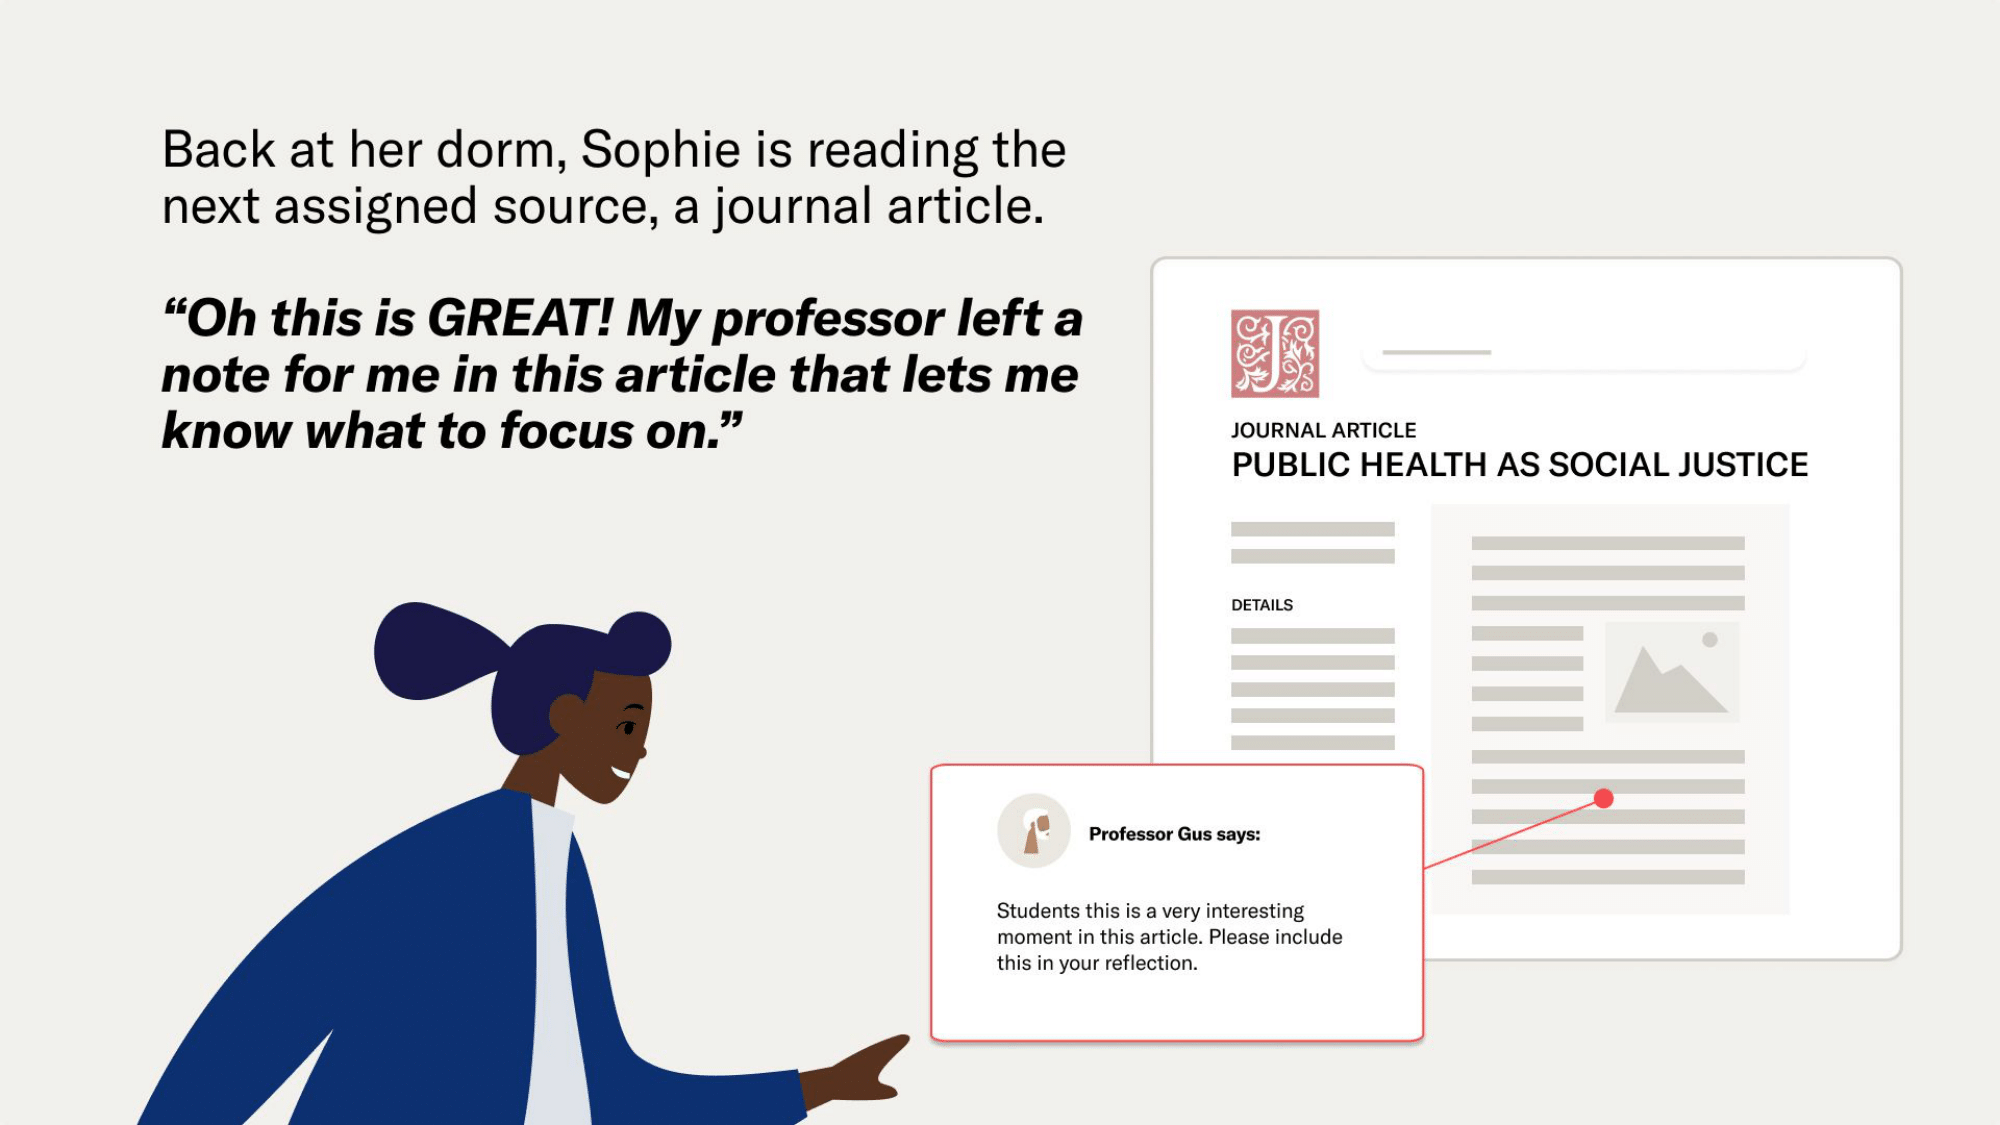 Back at her dorm, Sophie is reading the
next assigned source, a journal article.
“Oh this is GREAT! My professor left a
note for me in this article that lets me
know what to focus on.”
J
JOURNAL ARTICLE
PUBLIC HEALTH AS SOCIAL JUSTICE
DETAILS
Professor Gus says:
Students this is a very interesting
moment in this article. Please include
this in your reflection.